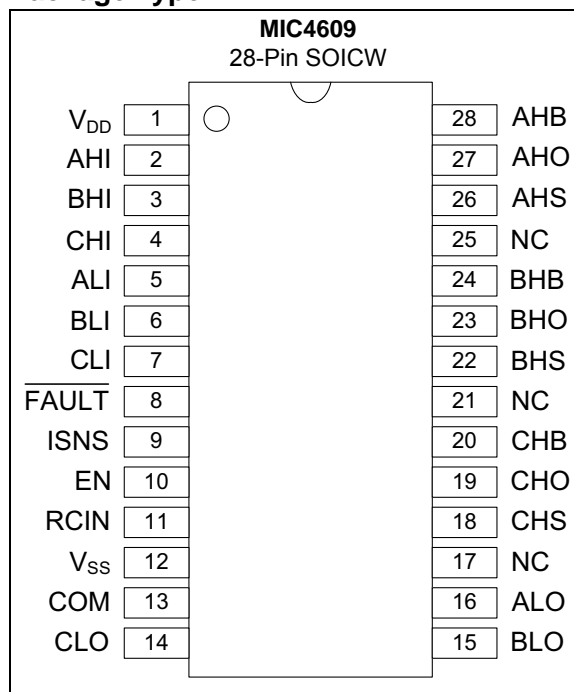 MIC4609
28-Pin SOICW
VDD 1 28 AHB
AHI 2 27 AHO
BHI 3 26 AHS
CHI 4 25 NC
ALI 5 24 BHB
BLI 6 23 BHO
CLI 7 22 BHS
FAULT 8 21 NC
ISNS 9 20 CHB
EN 10 19 CHO
RCIN 11 18 CHS
VSS 12 17 NC
COM 13 16 ALO
CLO 14 15 BLO